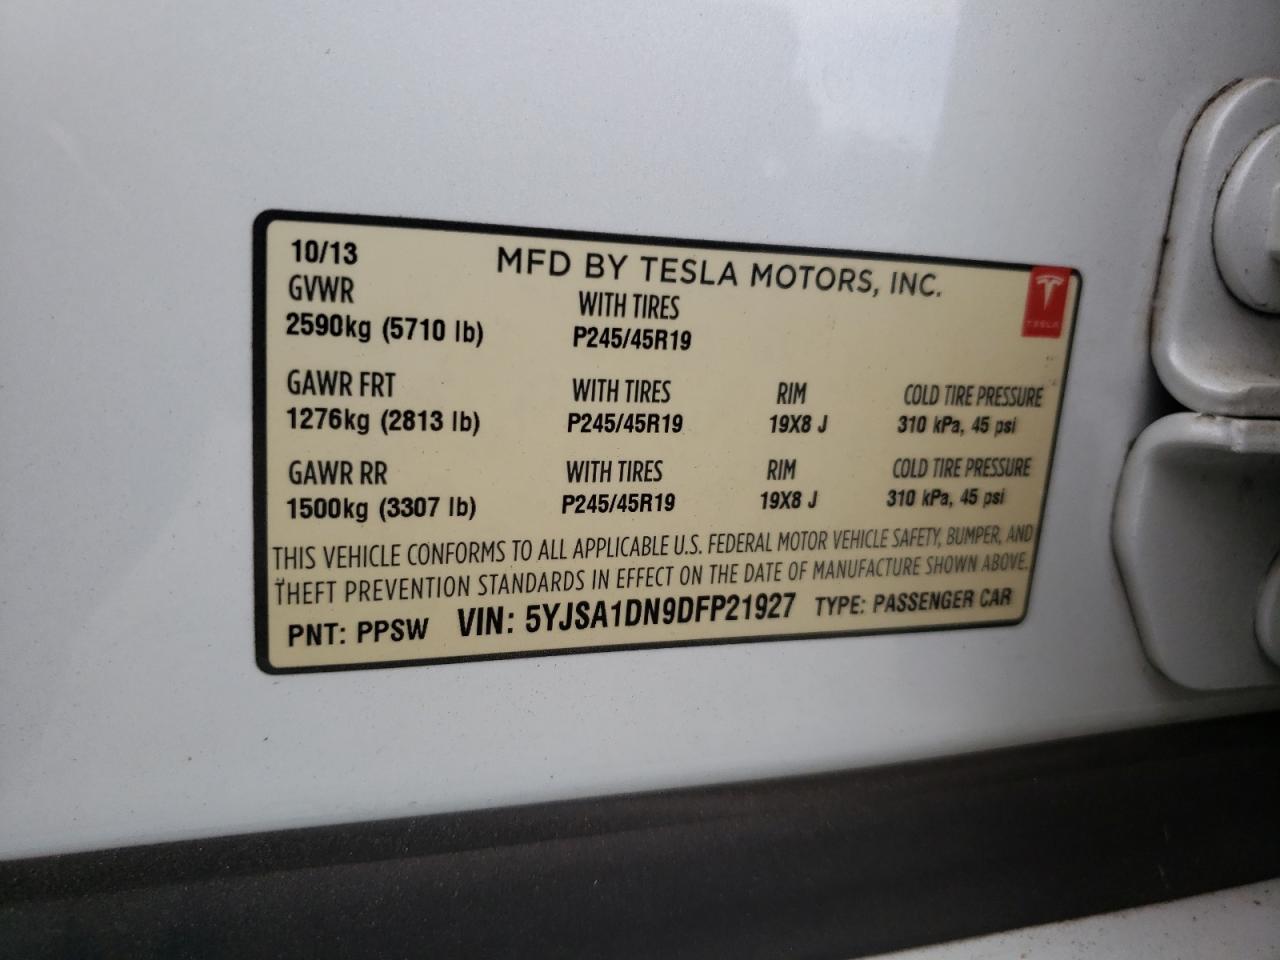 10/13 MFD BY TESLA MOTORS, INC.
TESLA
GVWR WITH TIRES
2590kg (5710 lb) P245/45R19
GAWR FRT WITH TIRES RIM COLD TIRE PRESSURE
1276kg (2813 lb) P245/45R19 19X8 J 310 kPa, 45 psi
GAWR RR WITH TIRES RIM COLD TIRE PRESSURE
1500kg (3307 lb) P245/45R19 19X8 J 310 kPa, 45 psi
THIS VEHICLE CONFORMS TO ALL APPLICABLE U.S. FEDERAL MOTOR VEHICLE SAFETY, BUMPER, AND
THEFT PREVENTION STANDARDS IN EFFECT ON THE DATE OF MANUFACTURE SHOWN ABOVE.
PNT: PPSW VIN: 5YJSA1DN9DFP21927 TYPE: PASSENGER CAR